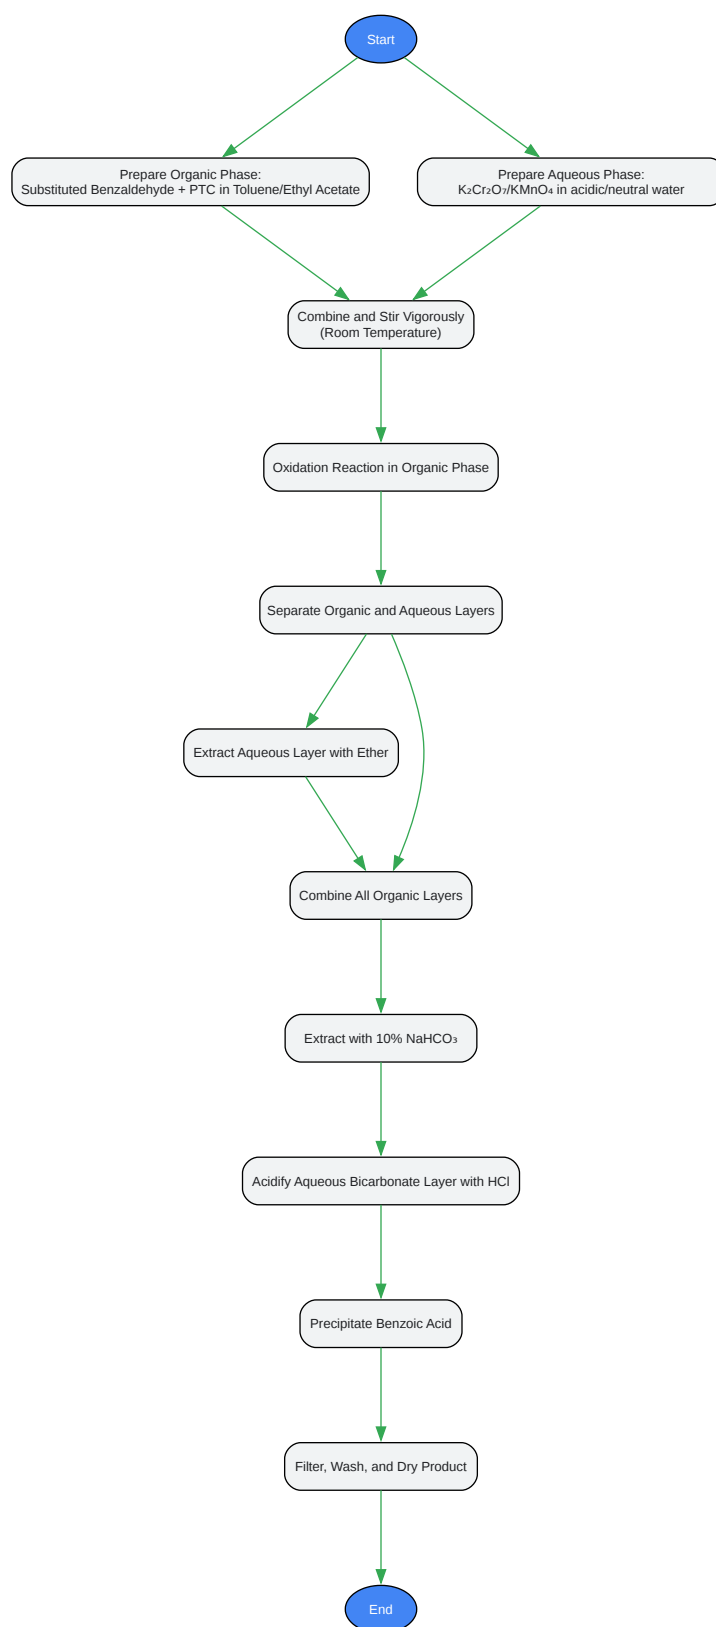 Start
Prepare Organic Phase:
Substituted Benzaldehyde + PTC in Toluene/Ethyl Acetate
Prepare Aqueous Phase:
K₂Cr₂O₇/KMnO₄ in acidic/neutral water
Combine and Stir Vigorously
(Room Temperature)
Oxidation Reaction in Organic Phase
Separate Organic and Aqueous Layers
Extract Aqueous Layer with Ether
Combine All Organic Layers
Extract with 10% NaHCO₃
Acidify Aqueous Bicarbonate Layer with HCl
Precipitate Benzoic Acid
Filter, Wash, and Dry Product
End